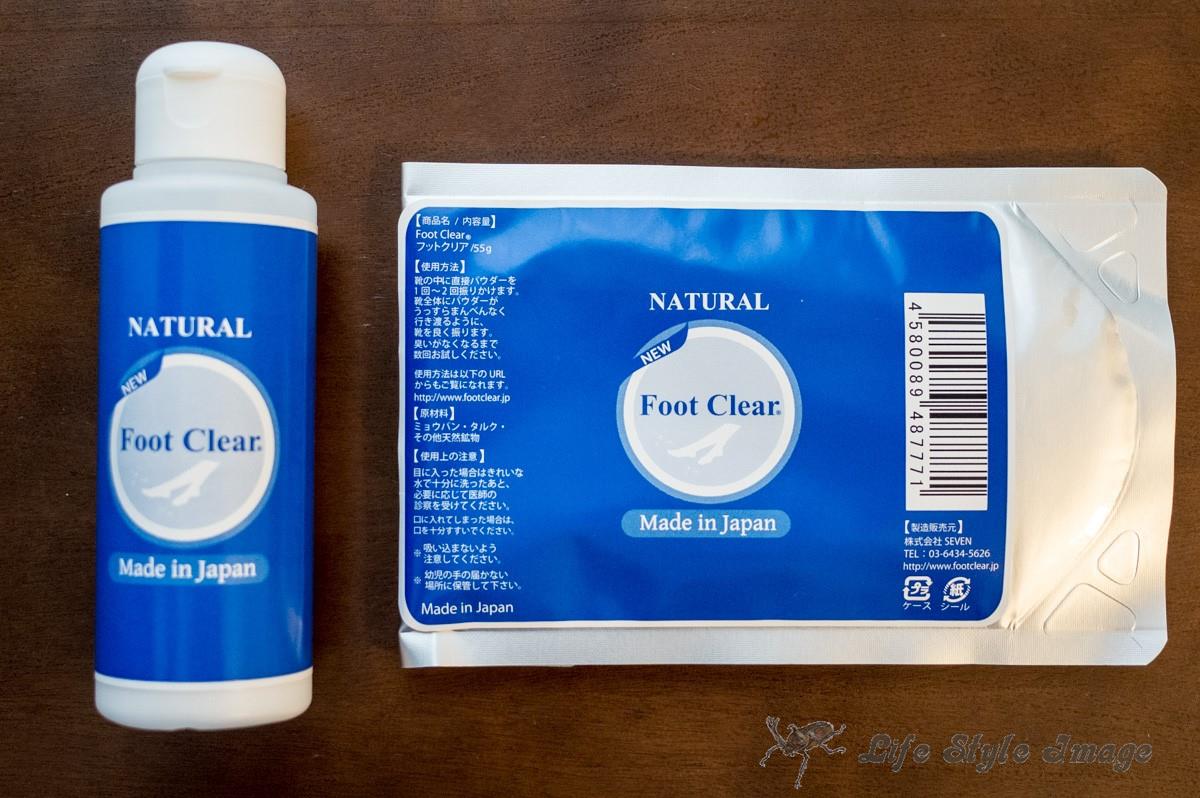 NATURAL
NEW
Foot Clear®
Made in Japan
【商品名 / 内容量】
Foot Clear®
フットクリア/55g
【使用方法】
靴の中に直接パウダーを
1回～2回振りかけます。
靴全体にパウダーが
うっすらまんべんなく
行き渡るように、
靴を良く振ります。
臭いがなくなるまで
数回お試しください。
使用方法は以下の URL
からもご覧になれます。
http://www.footclear.jp
【原材料】
ミョウバン・タルク・
その他天然鉱物
【使用上の注意】
目に入った場合はきれいな
水で十分に洗ったあと、
必要に応じて医師の
診察を受けてください。
口に入れてしまった場合は、
口を十分すすいでください。
※ 吸い込まないよう
注意してください。
※ 幼児の手の届かない
場所に保管して下さい。
Made in Japan
NATURAL
NEW
Foot Clear®
Made in Japan
4 580089 487771
【製造販売元】
株式会社 SEVEN
TEL：03-6434-5626
http://www.footclear.jp
プラ 紙
ケース シール
Life Style Image